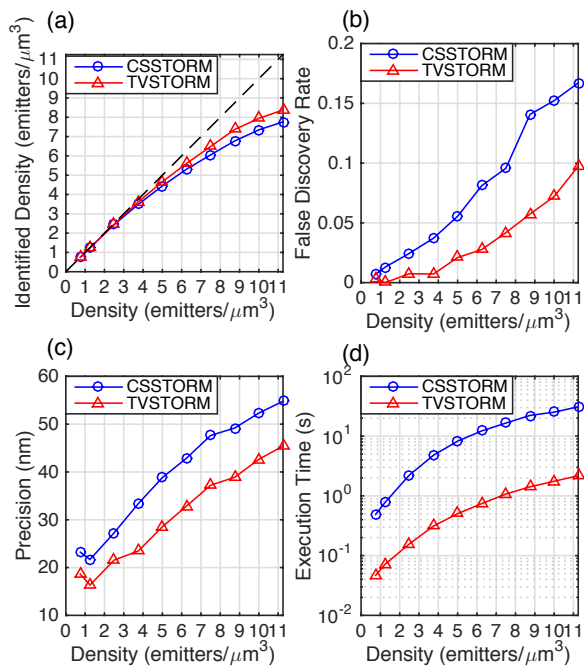 (a)
Identified Density (emitters/μm³)
11
10
9
8
7
6
5
4
3
2
1
0
CSSTORM
TVSTORM
0 1 2 3 4 5 6 7 8 9 10 11
Density (emitters/μm³)
(b)
False Discovery Rate
0.2
0.15
0.1
0.05
0
CSSTORM
TVSTORM
0 1 2 3 4 5 6 7 8 9 10 11
Density (emitters/μm³)
(c)
Precision (nm)
60
50
40
30
20
10
CSSTORM
TVSTORM
0 1 2 3 4 5 6 7 8 9 10 11
Density (emitters/μm³)
(d)
Execution Time (s)
10²
10¹
10⁰
10⁻¹
10⁻²
CSSTORM
TVSTORM
0 1 2 3 4 5 6 7 8 9 10 11
Density (emitters/μm³)